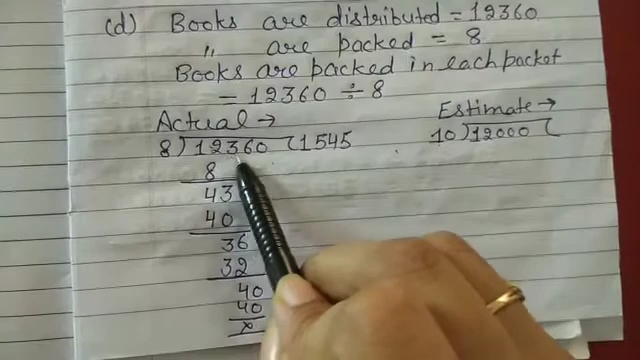 (d) Books are distributed = 12360
" are packed = 8
Books are packed in each packet
= 12360 ÷ 8
Actual → Estimate →
8) 12360 (1545 10) 12000 (
8
43
40
36
32
40
40
x